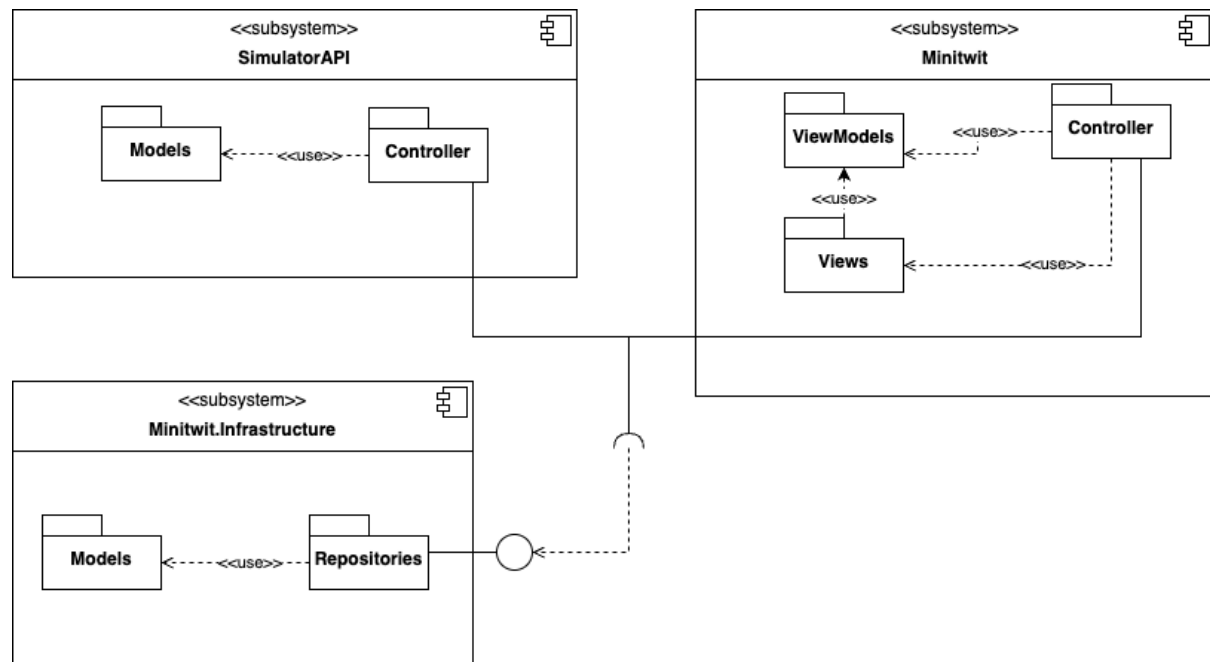 <<subsystem>>
SimulatorAPI
Models
<<use>>
Controller
<<subsystem>>
Minitwit
ViewModels
<<use>>
Controller
<<use>>
Views
<<use>>
<<subsystem>>
Minitwit.Infrastructure
Models
<<use>>
Repositories